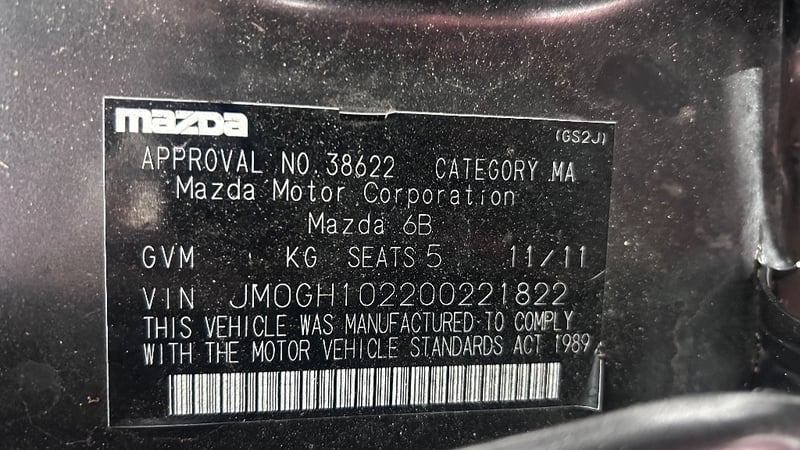 mazda
(GS2J)
APPROVAL NO.38622 CATEGORY MA
Mazda Motor Corporation
Mazda 6B
GVM KG SEATS 5 11/11
VIN JM0GH102200221822
THIS VEHICLE WAS MANUFACTURED TO COMPLY
WITH THE MOTOR VEHICLE STANDARDS ACT 1989